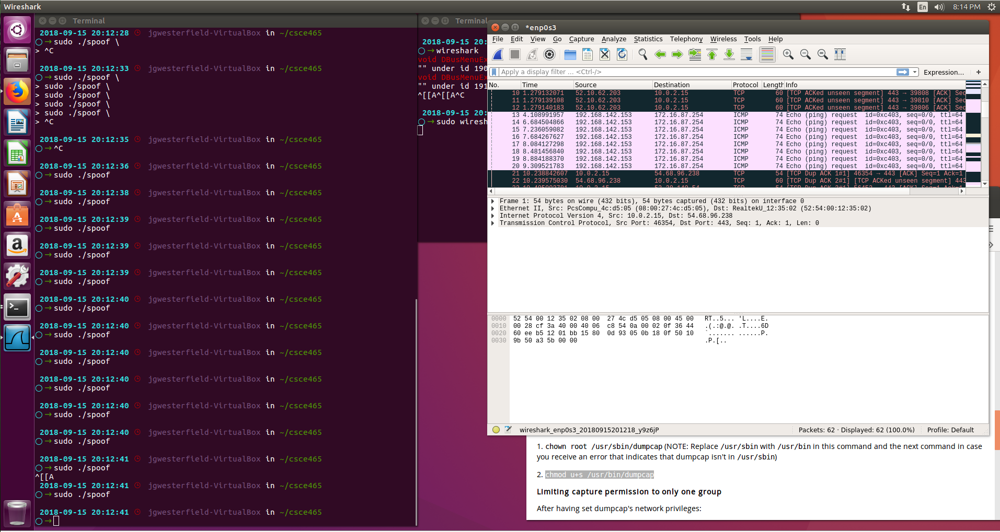 Wireshark
En
8:14 PM
Terminal
2018-09-15 20:12:28 jgwesterfield-VirtualBox in ~/csce465
→sudo ./spoof \
> ^C
2018-09-15 20:12:33 jgwesterfield-VirtualBox in ~/csce465
→sudo ./spoof \
> sudo ./spoof \
> sudo ./spoof \
> sudo ./spoof \
> sudo ./spoof \
> ^C
2018-09-15 20:12:35 jgwesterfield-VirtualBox in ~/csce465
→^C
2018-09-15 20:12:36 jgwesterfield-VirtualBox in ~/csce465
→sudo ./spoof
2018-09-15 20:12:38 jgwesterfield-VirtualBox in ~/csce465
→sudo ./spoof
2018-09-15 20:12:39 jgwesterfield-VirtualBox in ~/csce465
→sudo ./spoof
2018-09-15 20:12:39 jgwesterfield-VirtualBox in ~/csce465
→sudo ./spoof
2018-09-15 20:12:39 jgwesterfield-VirtualBox in ~/csce465
→sudo ./spoof
2018-09-15 20:12:40 jgwesterfield-VirtualBox in ~/csce465
→sudo ./spoof
2018-09-15 20:12:40 jgwesterfield-VirtualBox in ~/csce465
→sudo ./spoof
2018-09-15 20:12:40 jgwesterfield-VirtualBox in ~/csce465
→sudo ./spoof
2018-09-15 20:12:40 jgwesterfield-VirtualBox in ~/csce465
→sudo ./spoof
2018-09-15 20:12:40 jgwesterfield-VirtualBox in ~/csce465
→sudo ./spoof
2018-09-15 20:12:40 jgwesterfield-VirtualBox in ~/csce465
→sudo ./spoof
2018-09-15 20:12:41 jgwesterfield-VirtualBox in ~/csce465
→sudo ./spoof
^[[A
2018-09-15 20:12:41 jgwesterfield-VirtualBox in ~/csce465
→sudo ./spoof
2018-09-15 20:12:41 jgwesterfield-VirtualBox in ~/csce465
→
Terminal
2018-09-15 20:
→wireshark
void DBusMenuEx
"" under id 190
void DBusMenuEx
"" under id 191
^[[A^[[A^C
2018-09-15 20:
→sudo wiresh
*enp0s3
File Edit View Go Capture Analyze Statistics Telephony Wireless Tools Help
Apply a display filter ... <Ctrl-/> Expression… +
No. Time Source Destination Protocol Length Info
10 1.279132071 52.10.62.203 10.0.2.15 TCP 60 [TCP ACKed unseen segment] 443 → 39808 [ACK] Seq
11 1.279139108 52.10.62.203 10.0.2.15 TCP 60 [TCP ACKed unseen segment] 443 → 39810 [ACK] Seq
12 1.279140183 52.10.62.203 10.0.2.15 TCP 60 [TCP ACKed unseen segment] 443 → 39806 [ACK] Seq
13 4.108991957 192.168.142.153 172.16.87.254 ICMP 74 Echo (ping) request id=0xc403, seq=0/0, ttl=64
14 6.684504866 192.168.142.153 172.16.87.254 ICMP 74 Echo (ping) request id=0xc403, seq=0/0, ttl=64
15 7.236059082 192.168.142.153 172.16.87.254 ICMP 74 Echo (ping) request id=0xc403, seq=0/0, ttl=64
16 7.684267627 192.168.142.153 172.16.87.254 ICMP 74 Echo (ping) request id=0xc403, seq=0/0, ttl=64
17 8.084127298 192.168.142.153 172.16.87.254 ICMP 74 Echo (ping) request id=0xc403, seq=0/0, ttl=64
18 8.481456840 192.168.142.153 172.16.87.254 ICMP 74 Echo (ping) request id=0xc403, seq=0/0, ttl=64
19 8.884188370 192.168.142.153 172.16.87.254 ICMP 74 Echo (ping) request id=0xc403, seq=0/0, ttl=64
20 9.309521783 192.168.142.153 172.16.87.254 ICMP 74 Echo (ping) request id=0xc403, seq=0/0, ttl=64
21 10.238842607 10.0.2.15 54.68.96.238 TCP 54 [TCP Dup ACK 1#1] 46354 → 443 [ACK] Seq=1 Ack=1
22 10.239575030 54.68.96.238 10.0.2.15 TCP 60 [TCP Dup ACK 2#1] [TCP ACKed unseen segment] 443
Frame 1: 54 bytes on wire (432 bits), 54 bytes captured (432 bits) on interface 0
Ethernet II, Src: PcsCompu_4c:d5:05 (08:00:27:4c:d5:05), Dst: RealtekU_12:35:02 (52:54:00:12:35:02)
Internet Protocol Version 4, Src: 10.0.2.15, Dst: 54.68.96.238
Transmission Control Protocol, Src Port: 46354, Dst Port: 443, Seq: 1, Ack: 1, Len: 0
0000 52 54 00 12 35 02 08 00 27 4c d5 05 08 00 45 00 RT..5... 'L....E.
0010 00 28 cf 3a 40 00 40 06 c8 54 0a 00 02 0f 36 44 .(.:@.@. .T....6D
0020 60 ee b5 12 01 bb 15 80 0d 93 05 0b 18 0f 50 10 `....... ......P.
0030 9b 50 a3 5b 00 00 .P.[..
wireshark_enp0s3_20180915201218_y9z6jP Packets: 62 · Displayed: 62 (100.0%) Profile: Default
1. chown root /usr/sbin/dumpcap (NOTE: Replace /usr/sbin with /usr/bin in this command and the next command in case
you receive an error that indicates that dumpcap isn't in /usr/sbin)
2. chmod u+s /usr/bin/dumpcap
Limiting capture permission to only one group
After having set dumpcap's network privileges: